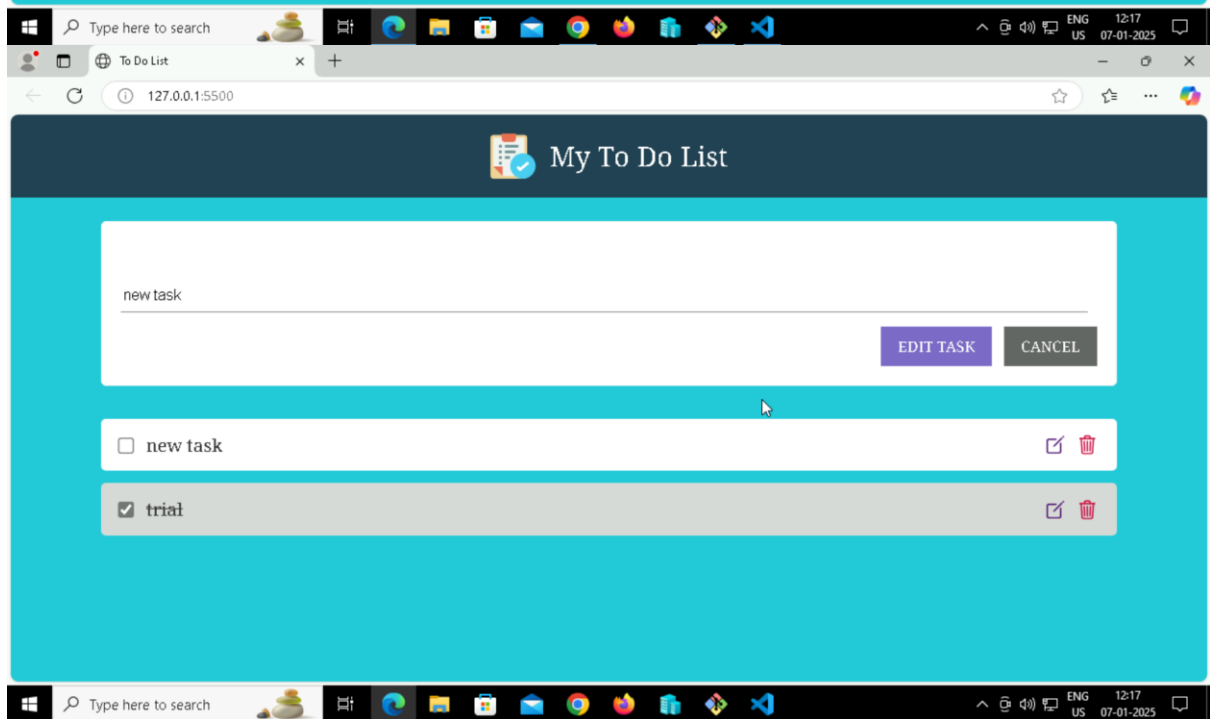 Type here to search
ENG 12:17
US 07-01-2025
To Do List
127.0.0.1:5500
My To Do List
new task
EDIT TASK CANCEL
new task
trial
Type here to search
ENG 12:17
US 07-01-2025